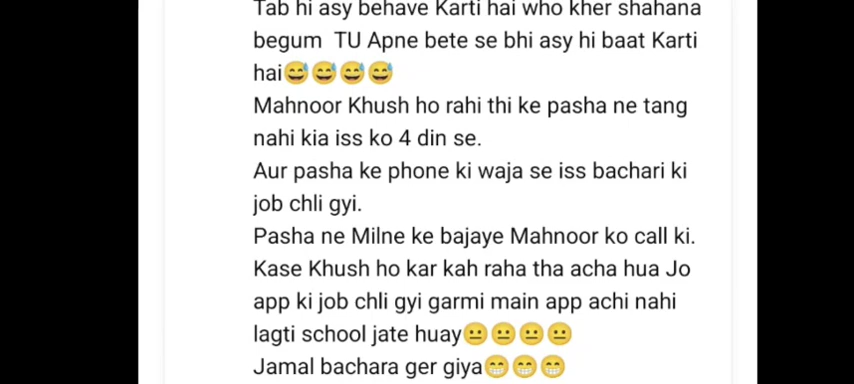 Tab hi asy behave Karti hai who kher shahana
begum TU Apne bete se bhi asy hi baat Karti
hai😅😅😅😅
Mahnoor Khush ho rahi thi ke pasha ne tang
nahi kia iss ko 4 din se.
Aur pasha ke phone ki waja se iss bachari ki
job chli gyi.
Pasha ne Milne ke bajaye Mahnoor ko call ki.
Kase Khush ho kar kah raha tha acha hua Jo
app ki job chli gyi garmi main app achi nahi
lagti school jate huay😐😐😐😐
Jamal bachara ger giya😁😁😁